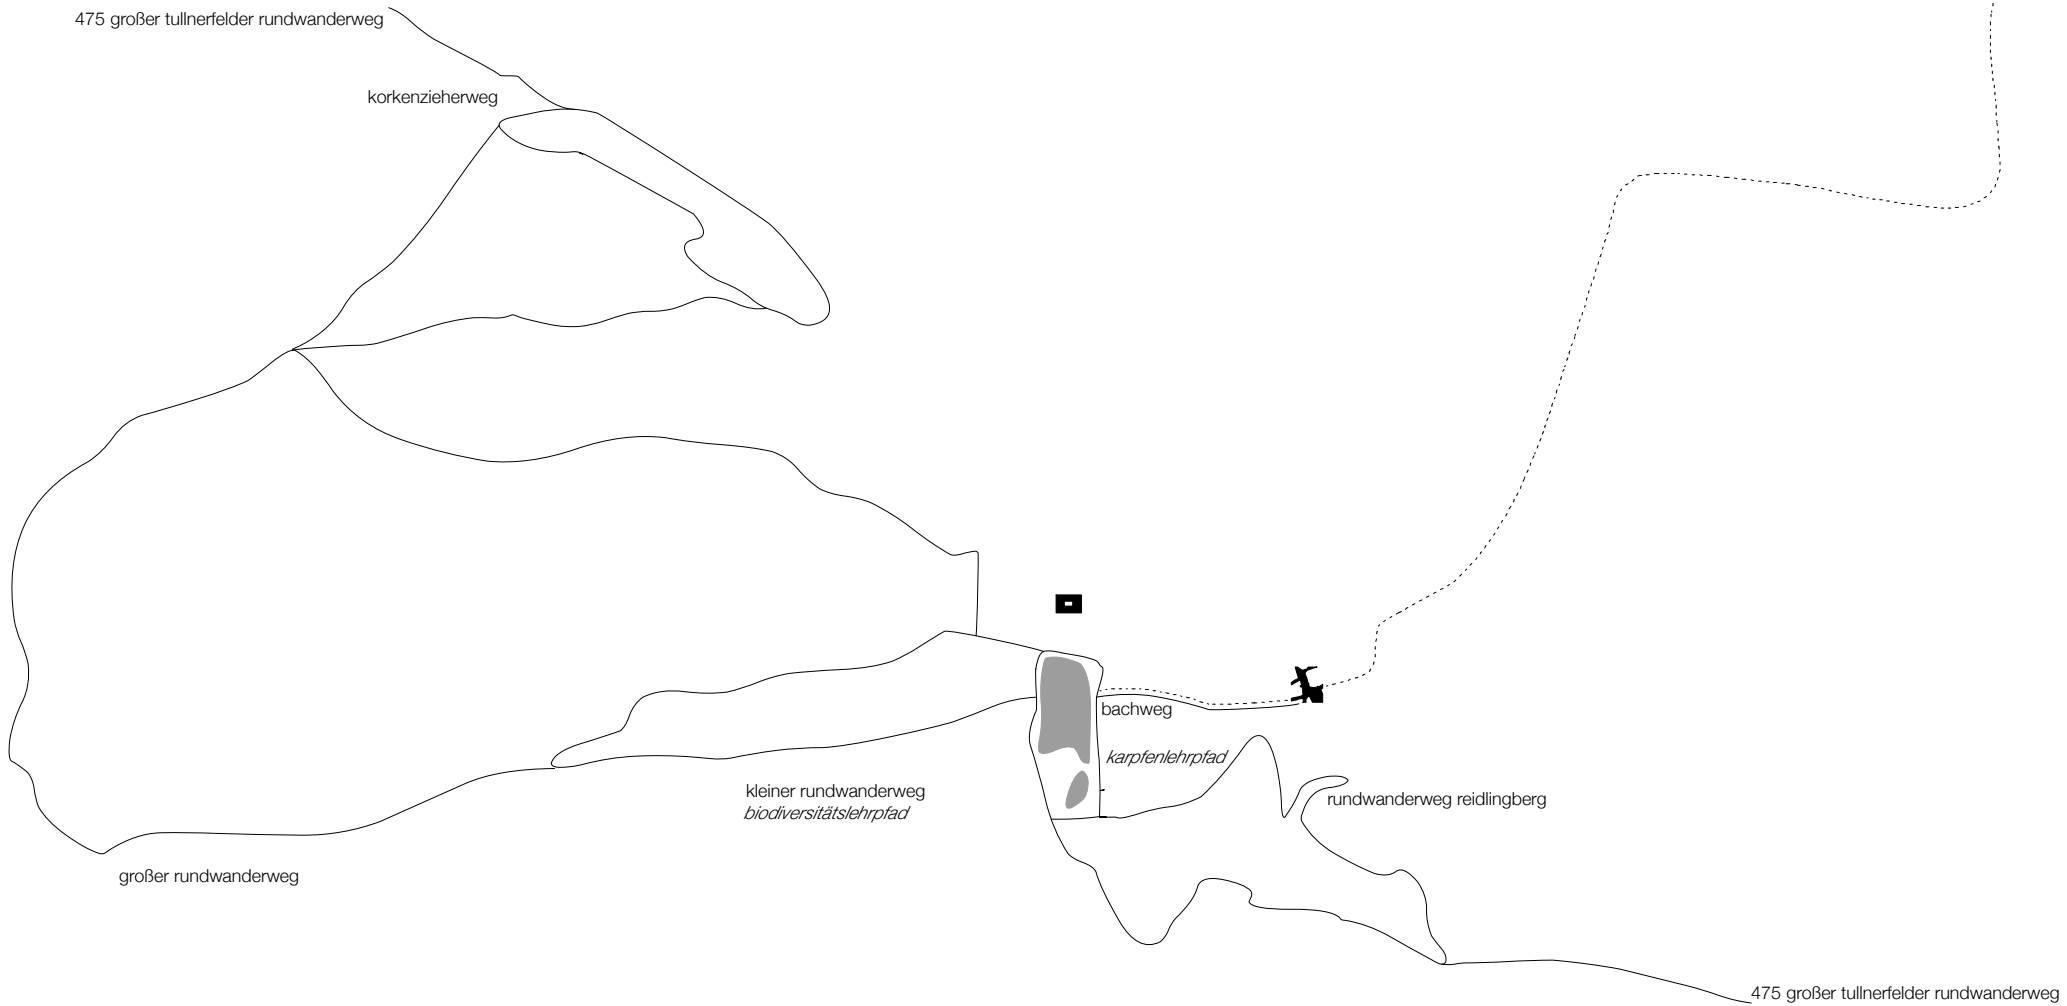 475 großer tullnerfelder rundwanderweg
korkenzieherweg
bachweg
karpfenlehrpfad
kleiner rundwanderweg
biodiversitätslehrpfad
rundwanderweg reidlingberg
großer rundwanderweg
475 großer tullnerfelder rundwanderweg